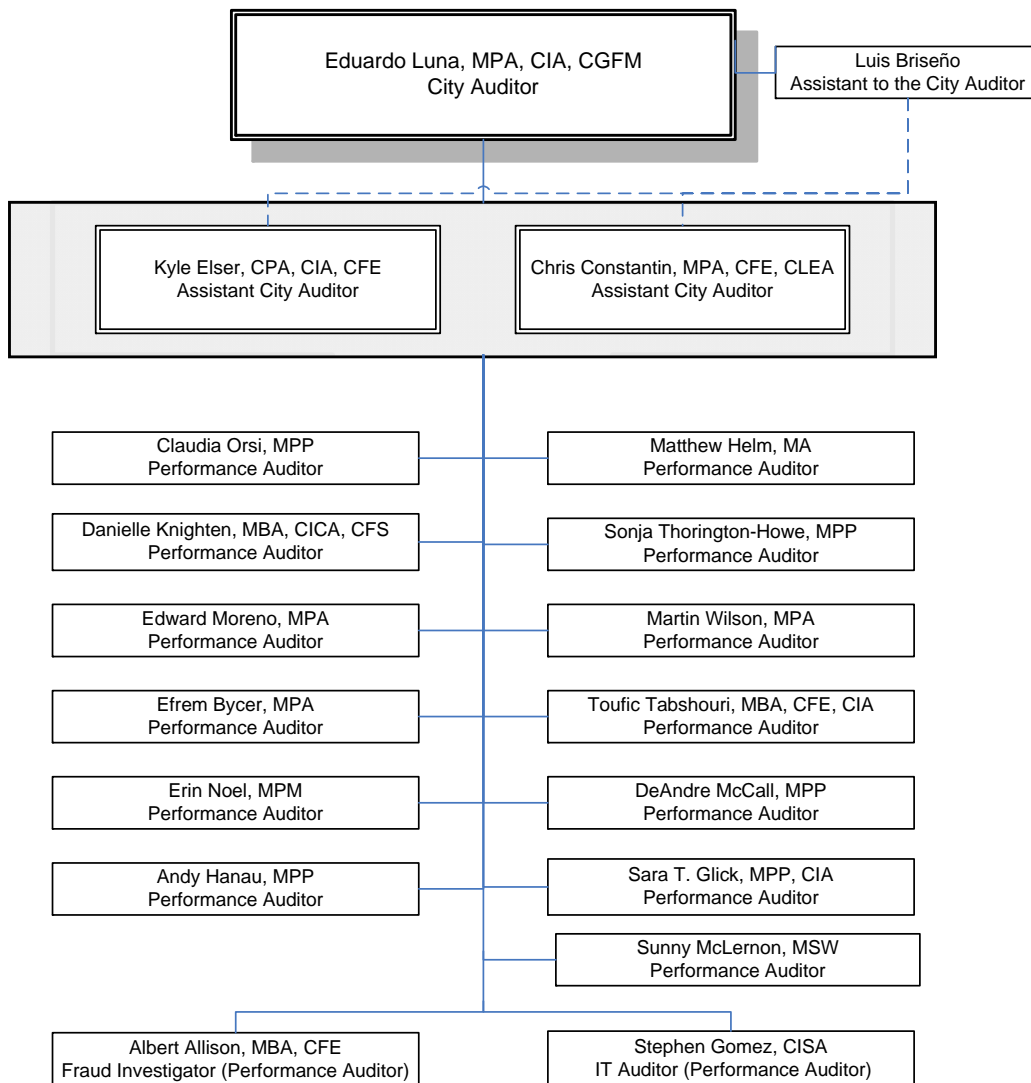 Eduardo Luna, MPA, CIA, CGFM
City Auditor
Luis Briseño
Assistant to the City Auditor
Kyle Elser, CPA, CIA, CFE
Assistant City Auditor
Chris Constantin, MPA, CFE, CLEA
Assistant City Auditor
Claudia Orsi, MPP
Performance Auditor
Matthew Helm, MA
Performance Auditor
Danielle Knighten, MBA, CICA, CFS
Performance Auditor
Sonja Thorington-Howe, MPP
Performance Auditor
Edward Moreno, MPA
Performance Auditor
Martin Wilson, MPA
Performance Auditor
Efrem Bycer, MPA
Performance Auditor
Toufic Tabshouri, MBA, CFE, CIA
Performance Auditor
Erin Noel, MPM
Performance Auditor
DeAndre McCall, MPP
Performance Auditor
Andy Hanau, MPP
Performance Auditor
Sara T. Glick, MPP, CIA
Performance Auditor
Sunny McLernon, MSW
Performance Auditor
Albert Allison, MBA, CFE
Fraud Investigator (Performance Auditor)
Stephen Gomez, CISA
IT Auditor (Performance Auditor)